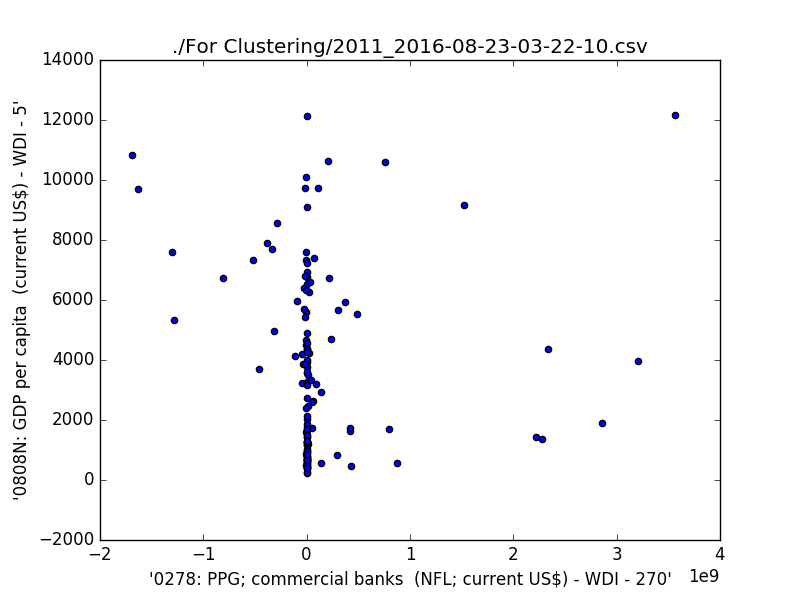 ./For Clustering/2011_2016-08-23-03-22-10.csv
14000
12000
10000
8000
6000
4000
2000
0
−2000
'0808N: GDP per capita  (current US$) - WDI - 5'
−2 −1 0 1 2 3 4
1e9
'0278: PPG; commercial banks  (NFL; current US$) - WDI - 270'